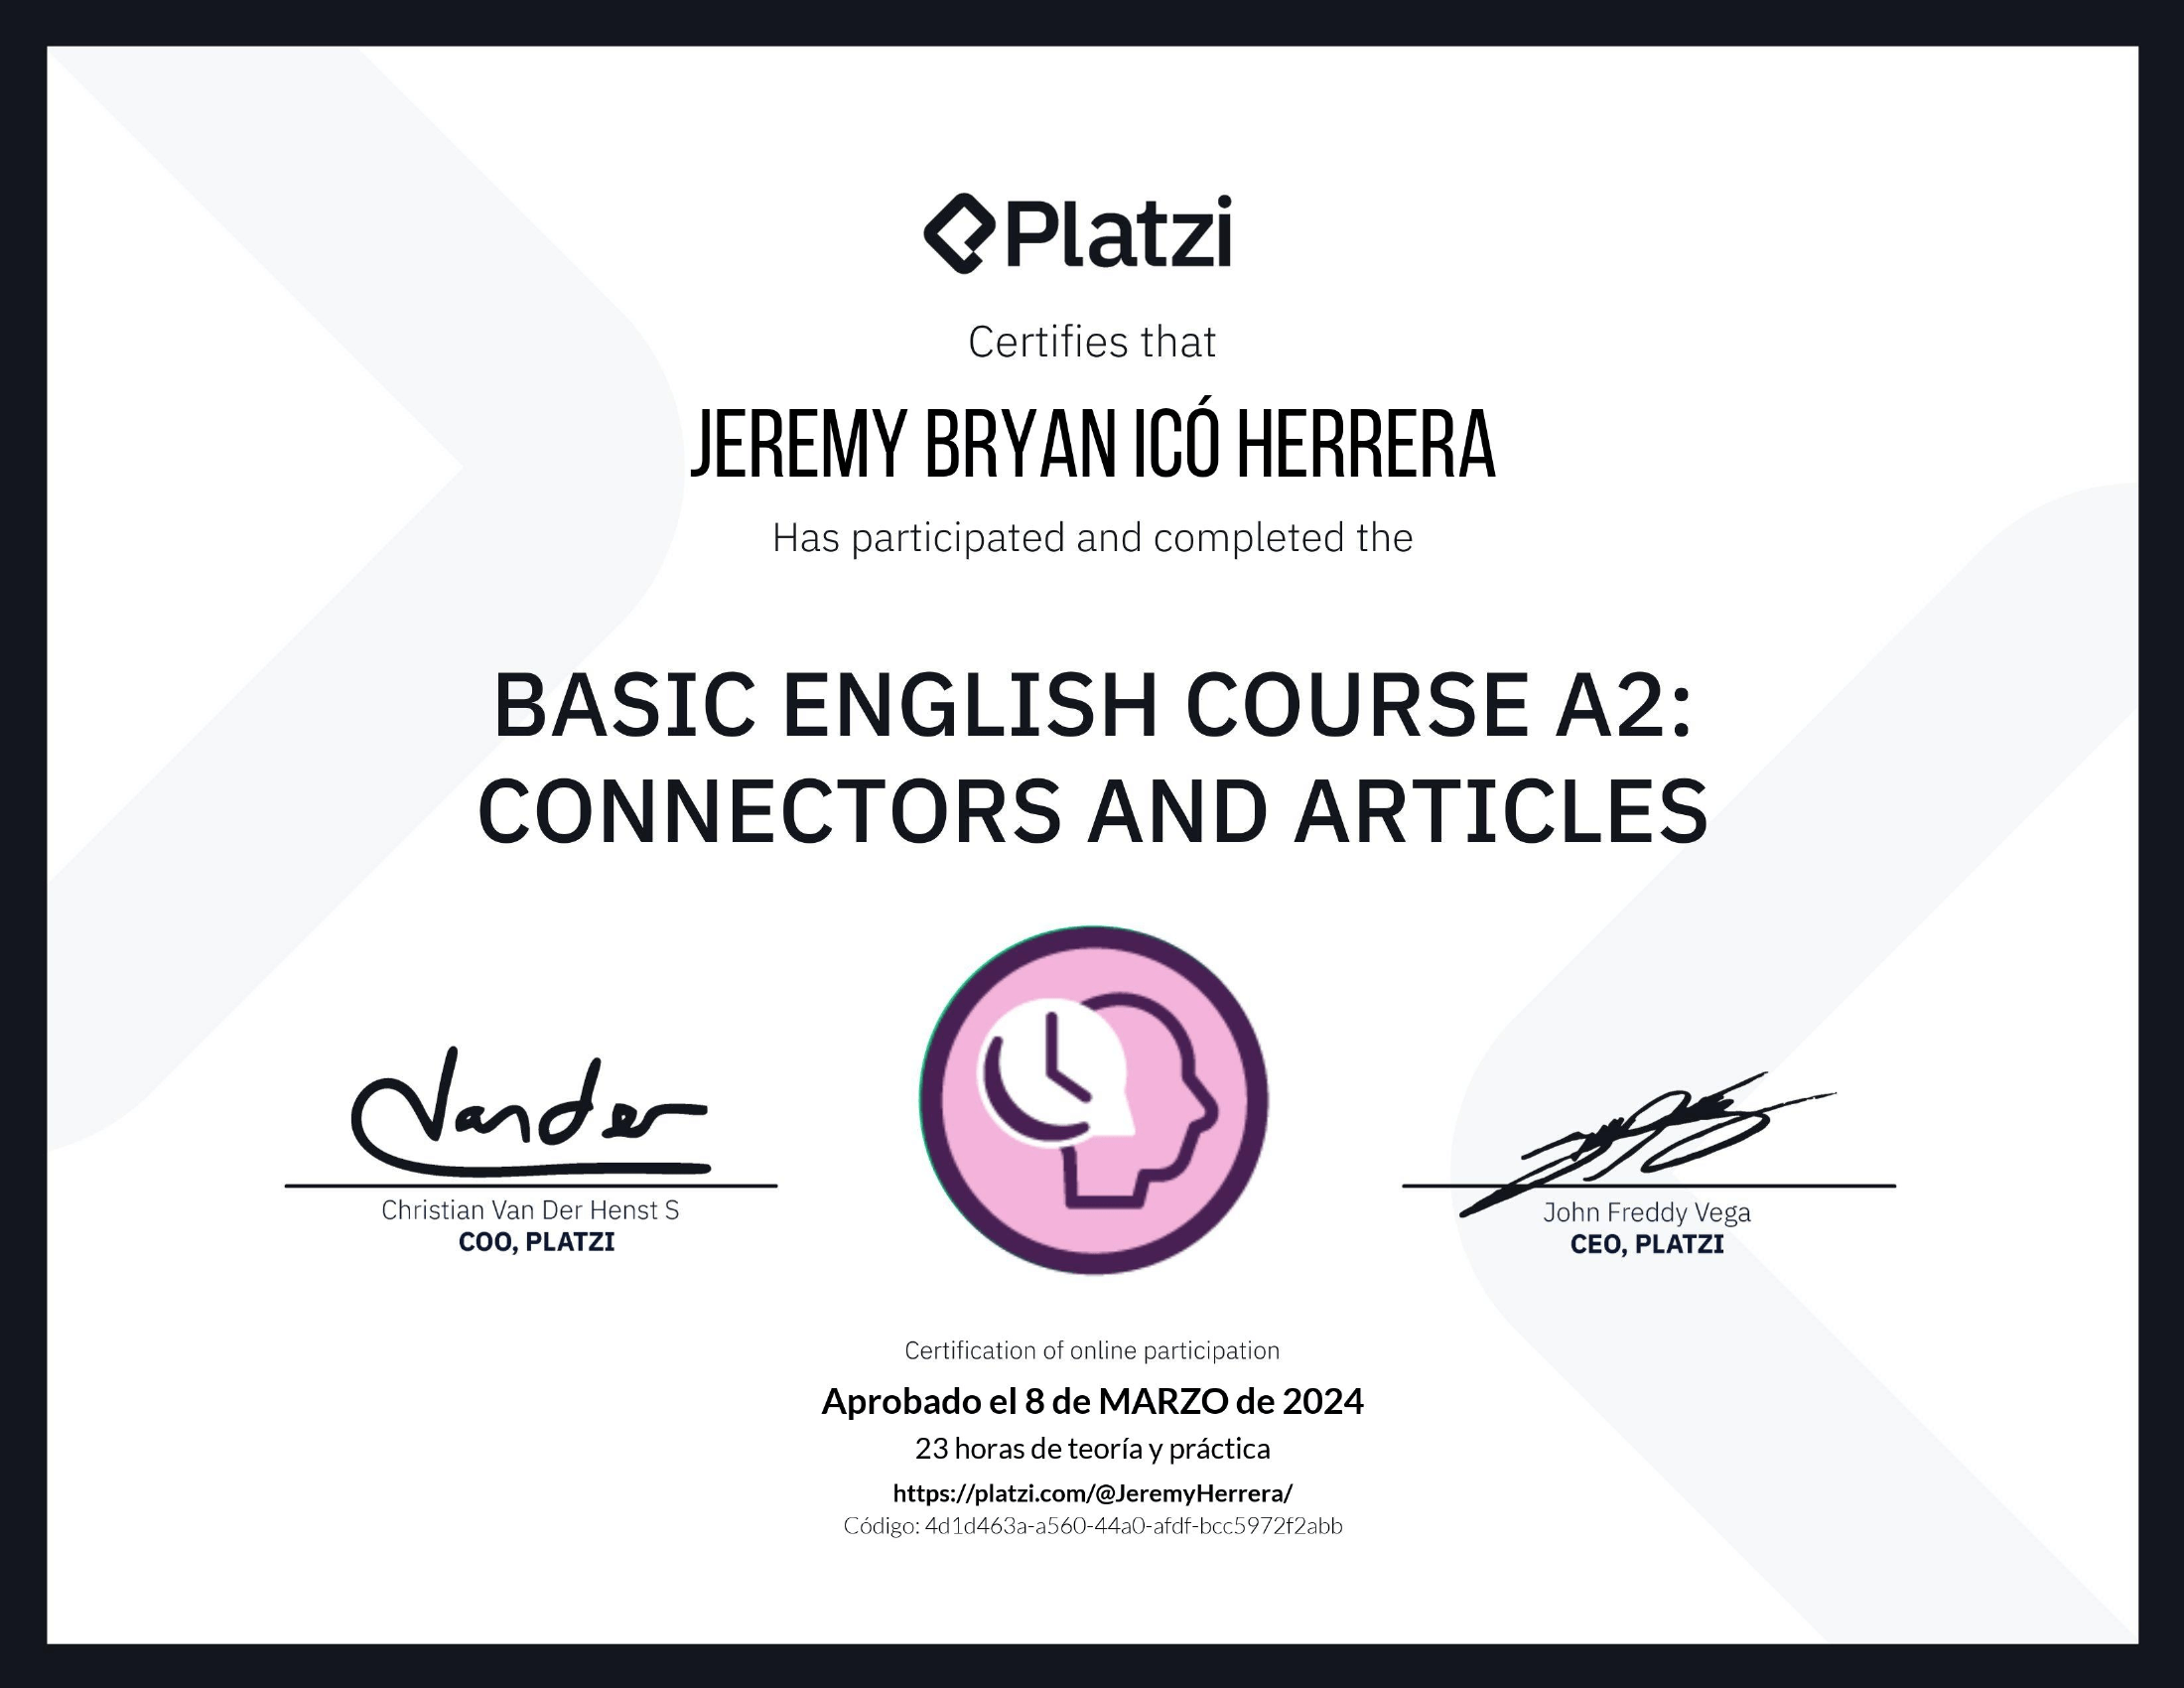 Platzi
Certifies that
JEREMY BRYAN ICÓ HERRERA
Has participated and completed the
BASIC ENGLISH COURSE A2:
CONNECTORS AND ARTICLES
Vander
Christian Van Der Henst S
COO, PLATZI
John Freddy Vega
CEO, PLATZI
Certification of online participation
Aprobado el 8 de MARZO de 2024
23 horas de teoría y práctica
https://platzi.com/@JeremyHerrera/
Código: 4d1d463a-a560-44a0-afdf-bcc5972f2abb